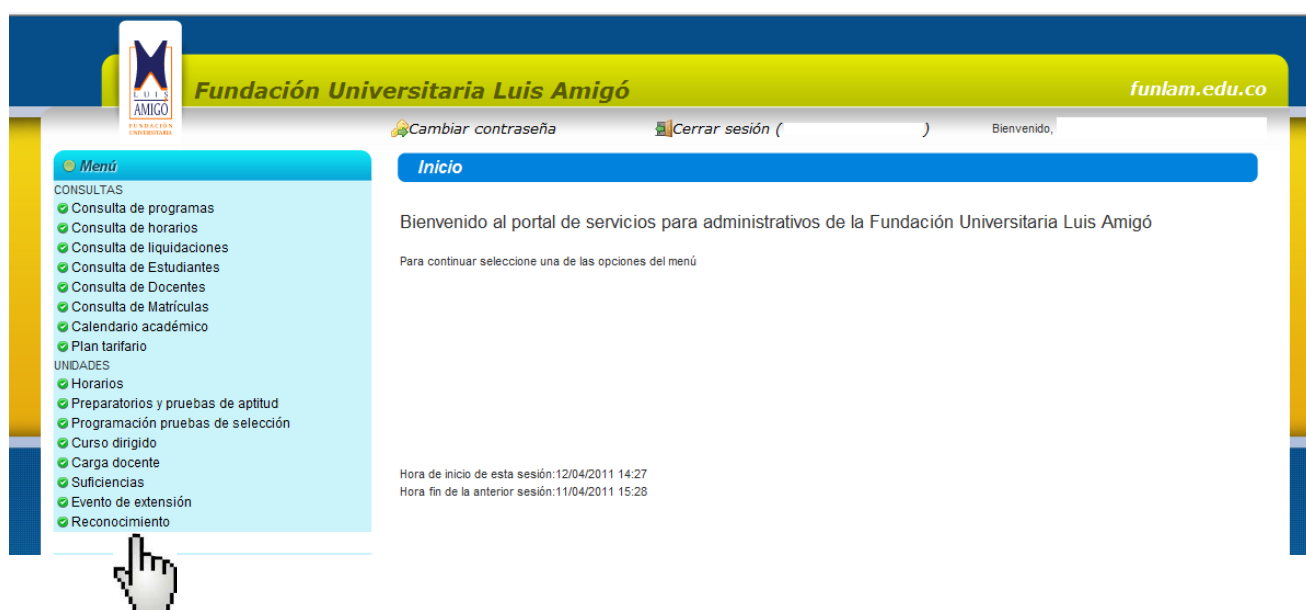 LUIS
AMIGÓ
FUNDACIÓN
UNIVERSITARIA
Fundación Universitaria Luis Amigó
funlam.edu.co
Cambiar contraseña
Cerrar sesión ( )
Bienvenido,
Menú
CONSULTAS
Consulta de programas
Consulta de horarios
Consulta de liquidaciones
Consulta de Estudiantes
Consulta de Docentes
Consulta de Matrículas
Calendario académico
Plan tarifario
UNIDADES
Horarios
Preparatorios y pruebas de aptitud
Programación pruebas de selección
Curso dirigido
Carga docente
Suficiencias
Evento de extensión
Reconocimiento
Inicio
Bienvenido al portal de servicios para administrativos de la Fundación Universitaria Luis Amigó
Para continuar seleccione una de las opciones del menú
Hora de inicio de esta sesión:12/04/2011 14:27
Hora fin de la anterior sesión:11/04/2011 15:28